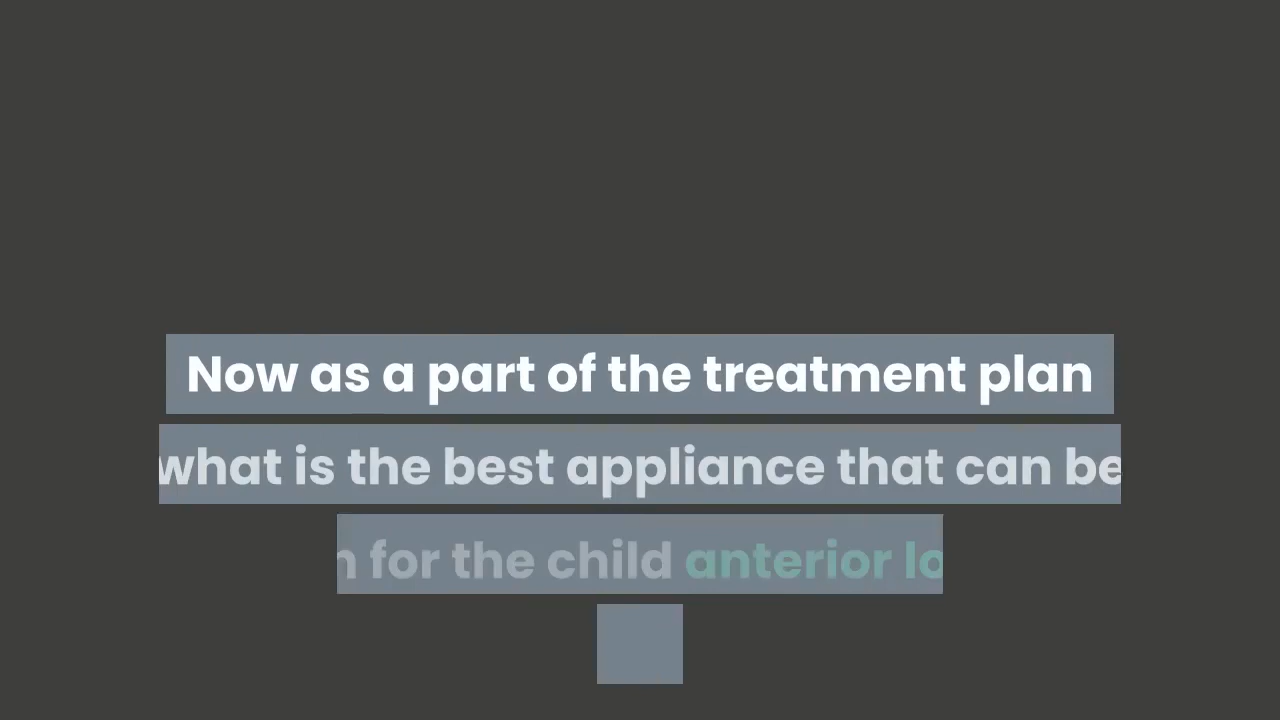 Now as a part of the treatment plan
what is the best appliance that can be
for the child anterior